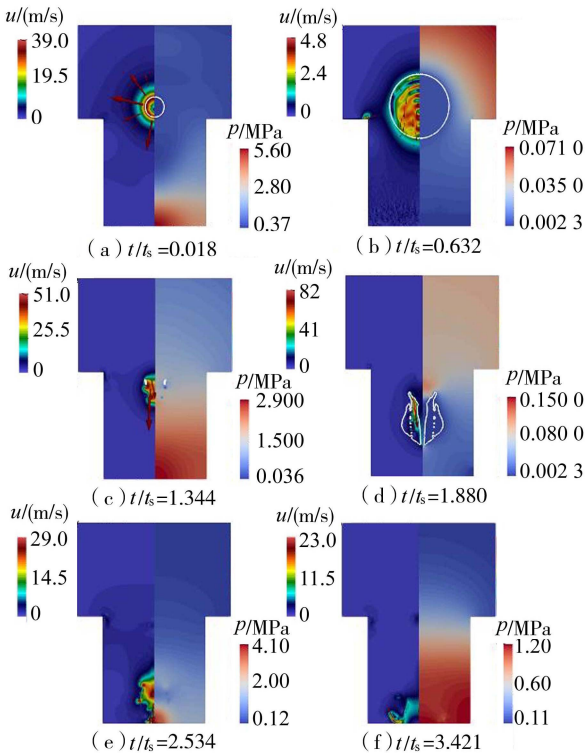 u/(m/s)
39.0
19.5
0
p/MPa
5.60
2.80
0.37
(a) t/ts=0.018
u/(m/s)
4.8
2.4
0
p/MPa
0.071 0
0.035 0
0.002 3
(b) t/ts=0.632
u/(m/s)
51.0
25.5
0
p/MPa
2.900
1.500
0.036
(c) t/ts=1.344
u/(m/s)
82
41
0
p/MPa
0.150 0
0.080 0
0.002 3
(d) t/ts=1.880
u/(m/s)
29.0
14.5
0
p/MPa
4.10
2.00
0.12
(e) t/ts=2.534
u/(m/s)
23.0
11.5
0
p/MPa
1.20
0.60
0.11
(f) t/ts=3.421